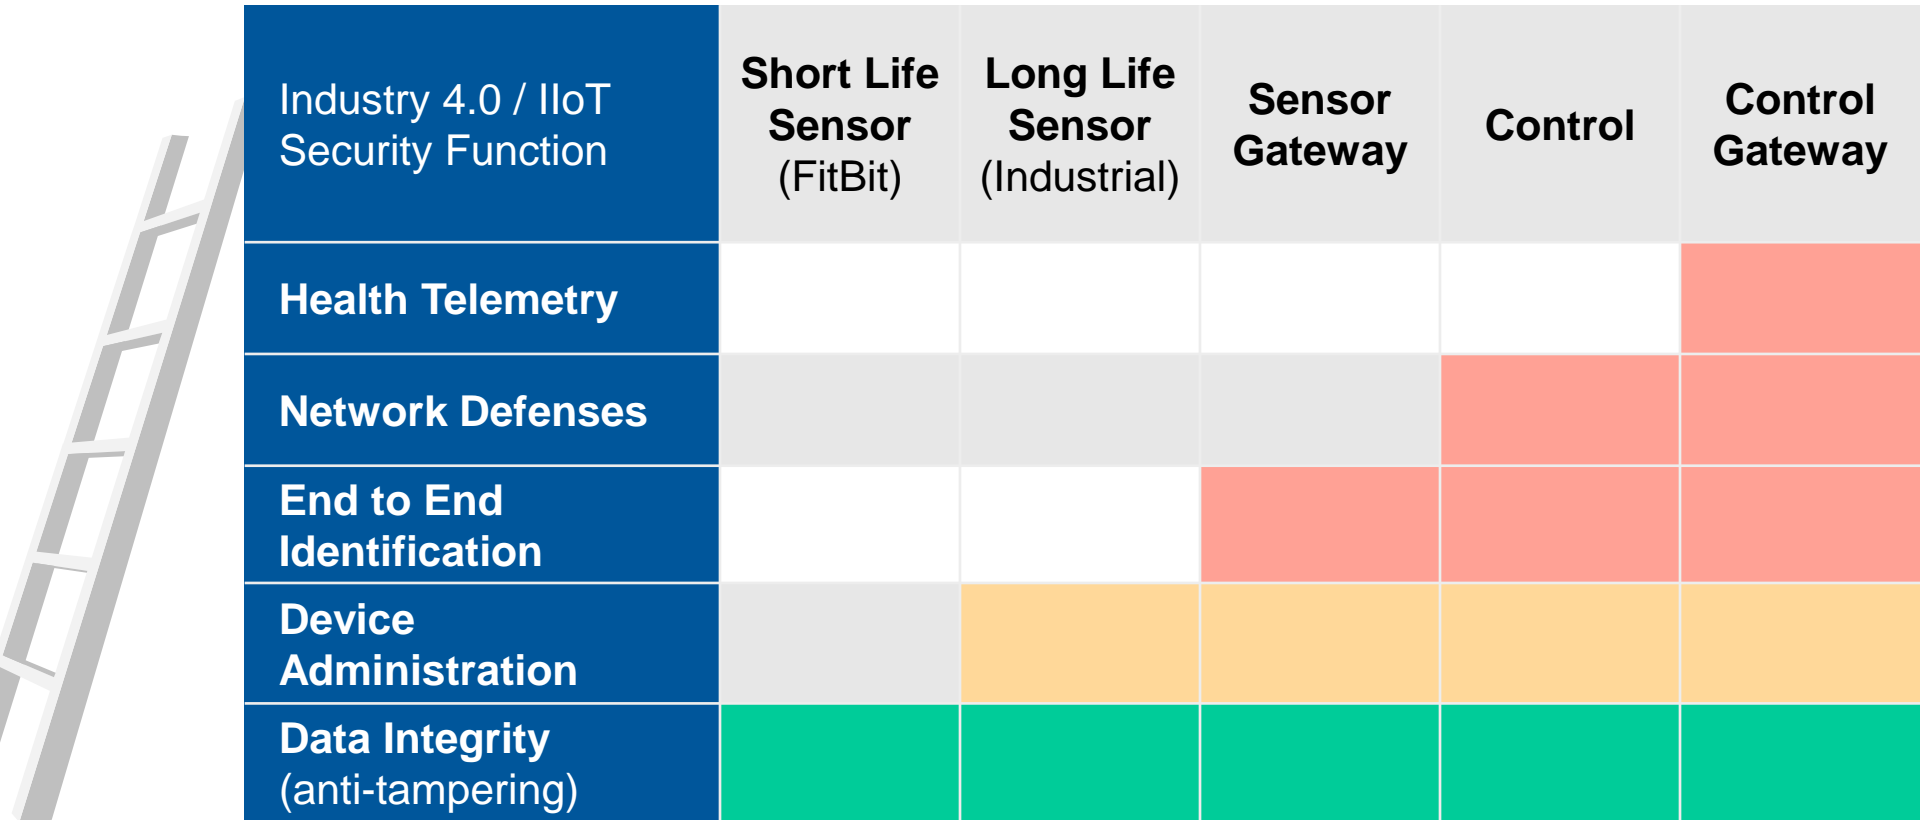 Industry 4.0 / IIoT
Security Function
Short Life
Sensor
(FitBit)
Long Life
Sensor
(Industrial)
Sensor
Gateway
Control
Control
Gateway
Health Telemetry
Network Defenses
End to End
Identification
Device
Administration
Data Integrity
(anti-tampering)